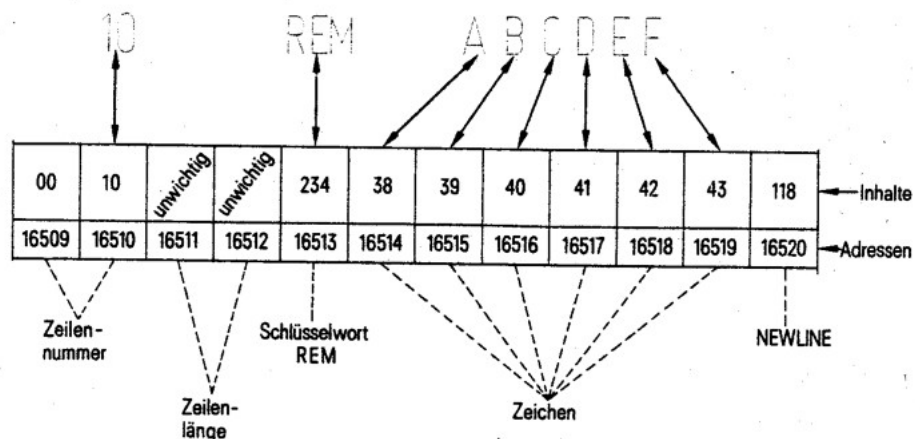 10 REM A B C D E F
00 10 unwichtig unwichtig 234 38 39 40 41 42 43 118 Inhalte
16509 16510 16511 16512 16513 16514 16515 16516 16517 16518 16519 16520 Adressen
Zeilen-
nummer
Zeilen-
länge
Schlüsselwort
REM
Zeichen
NEWLINE